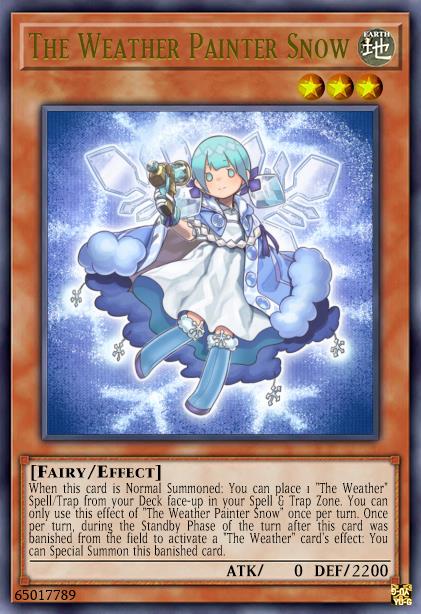 The Weather Painter Snow
EARTH
地
[Fairy/Effect]
When this card is Normal Summoned: You can place 1 "The Weather"
Spell/Trap from your Deck face-up in your Spell & Trap Zone. You can
only use this effect of "The Weather Painter Snow" once per turn. Once
per turn, during the Standby Phase of the turn after this card was
banished from the field to activate a "The Weather" card's effect: You
can Special Summon this banished card.
ATK/ 0 DEF/2200
65017789